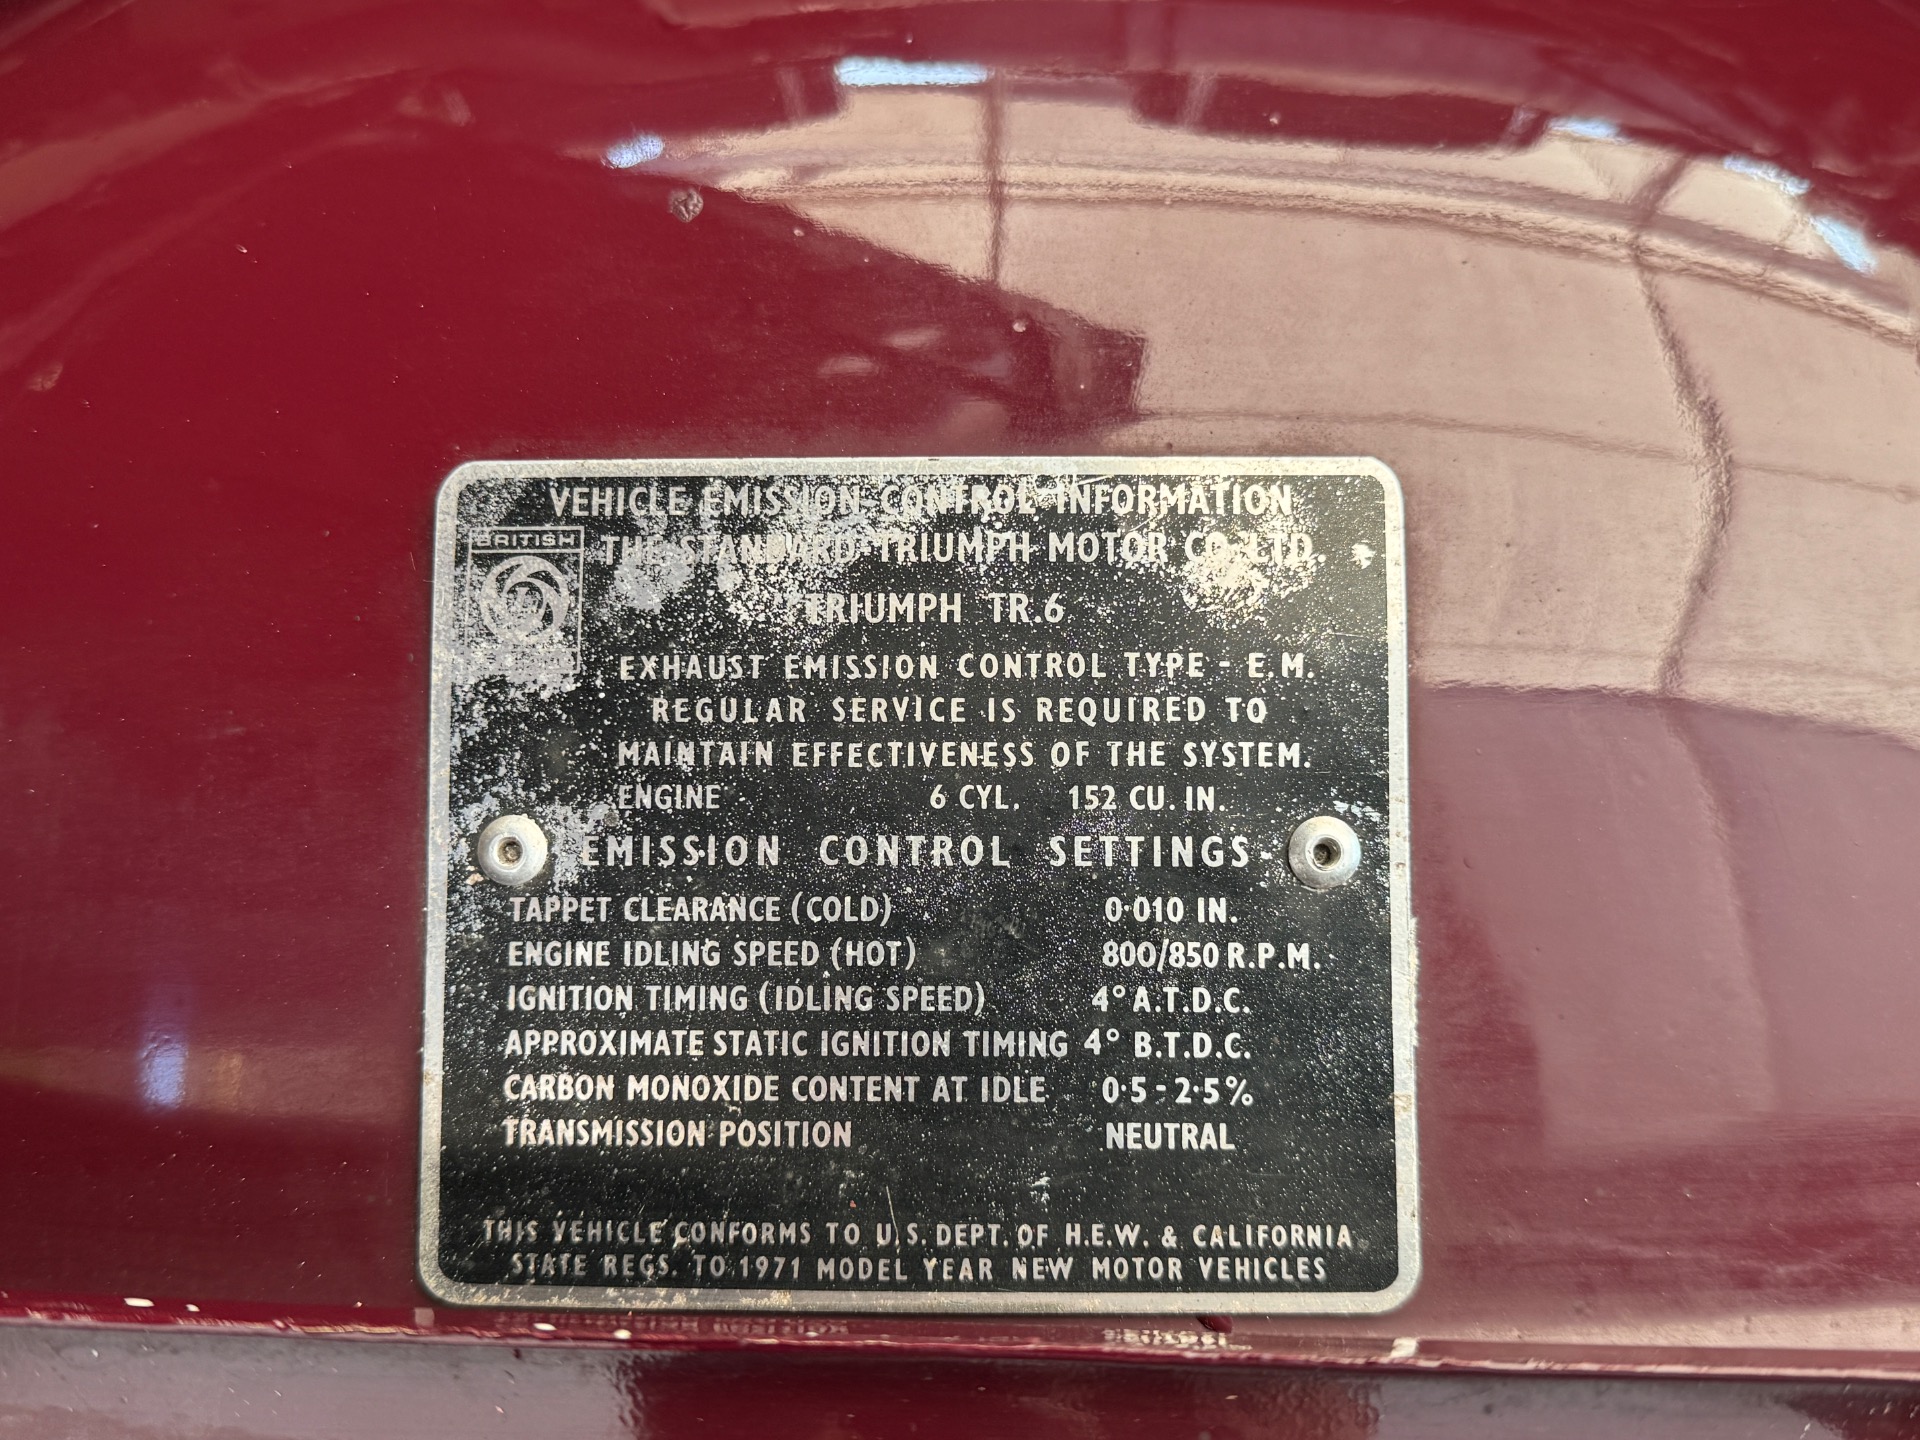 VEHICLE EMISSION CONTROL INFORMATION
BRITISH
THE STANDARD TRIUMPH MOTOR CO. LTD.
TRIUMPH TR.6
EXHAUST EMISSION CONTROL TYPE - E.M.
REGULAR SERVICE IS REQUIRED TO
MAINTAIN EFFECTIVENESS OF THE SYSTEM.
ENGINE 6 CYL. 152 CU. IN.
EMISSION CONTROL SETTINGS-
TAPPET CLEARANCE (COLD) 0·010 IN.
ENGINE IDLING SPEED (HOT) 800/850 R.P.M.
IGNITION TIMING (IDLING SPEED) 4° A.T.D.C.
APPROXIMATE STATIC IGNITION TIMING 4° B.T.D.C.
CARBON MONOXIDE CONTENT AT IDLE 0·5 - 2·5%
TRANSMISSION POSITION NEUTRAL
THIS VEHICLE CONFORMS TO U.S. DEPT. OF H.E.W. & CALIFORNIA
STATE REGS. TO 1971 MODEL YEAR NEW MOTOR VEHICLES